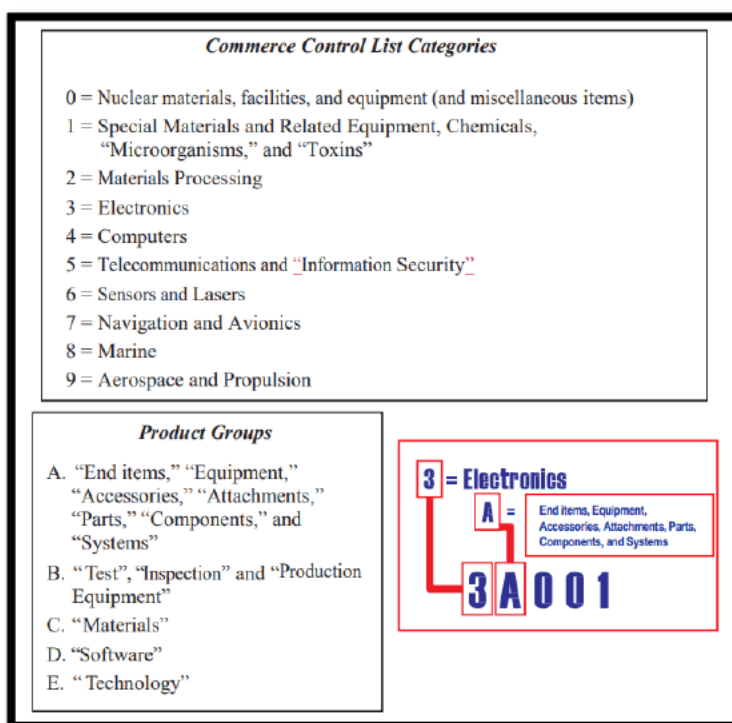 Commerce Control List Categories
0 = Nuclear materials, facilities, and equipment (and miscellaneous items)
1 = Special Materials and Related Equipment, Chemicals,
“Microorganisms,” and “Toxins”
2 = Materials Processing
3 = Electronics
4 = Computers
5 = Telecommunications and “Information Security”
6 = Sensors and Lasers
7 = Navigation and Avionics
8 = Marine
9 = Aerospace and Propulsion
Product Groups
A. “End items,” “Equipment,”
“Accessories,” “Attachments,”
“Parts,” “Components,” and
“Systems”
B. “Test”, “Inspection” and “Production
Equipment”
C. “Materials”
D. “Software”
E. “Technology”
3 = Electronics
A = End items, Equipment,
Accessories, Attachments, Parts,
Components, and Systems
3A001